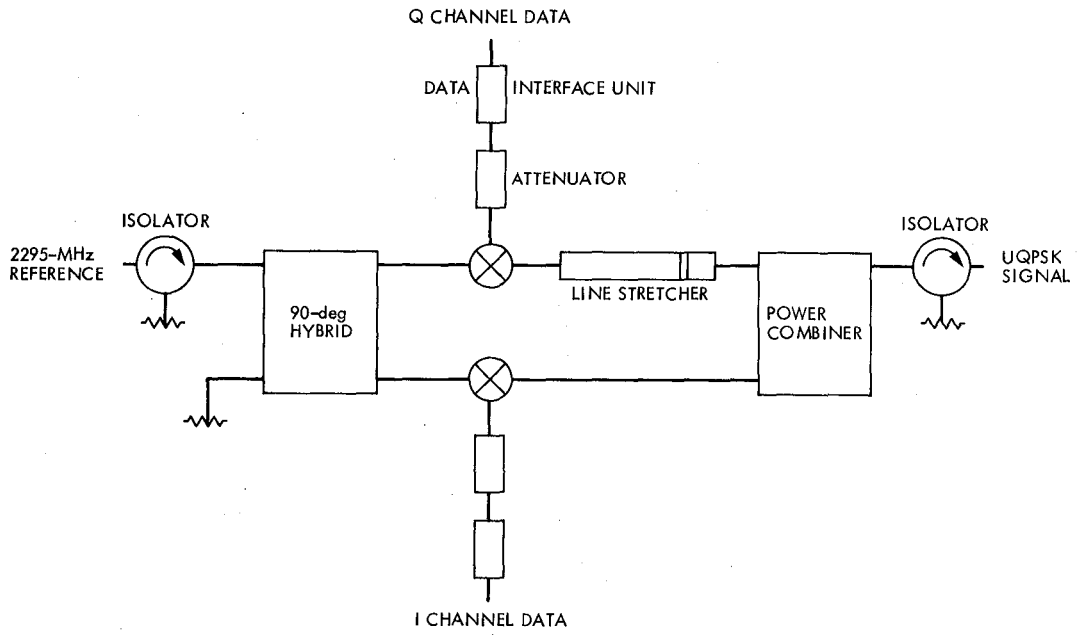 Q CHANNEL DATA
DATA INTERFACE UNIT
ATTENUATOR
ISOLATOR
2295-MHz
REFERENCE
90-deg
HYBRID
LINE STRETCHER
POWER
COMBINER
ISOLATOR
UQPSK
SIGNAL
I CHANNEL DATA